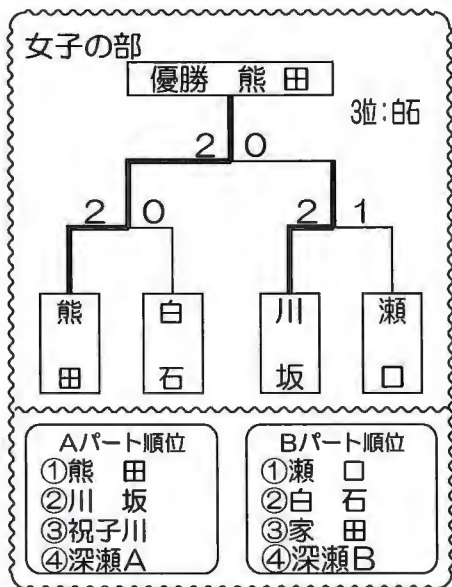 女子の部
優勝 熊田
3位:白石
2 0
2 0 2 1
熊田 白石 川坂 瀬口
Aパート順位
①熊 田
②川 坂
③祝子川
④深瀬A
Bパート順位
①瀬 口
②白 石
③家 田
④深瀬B